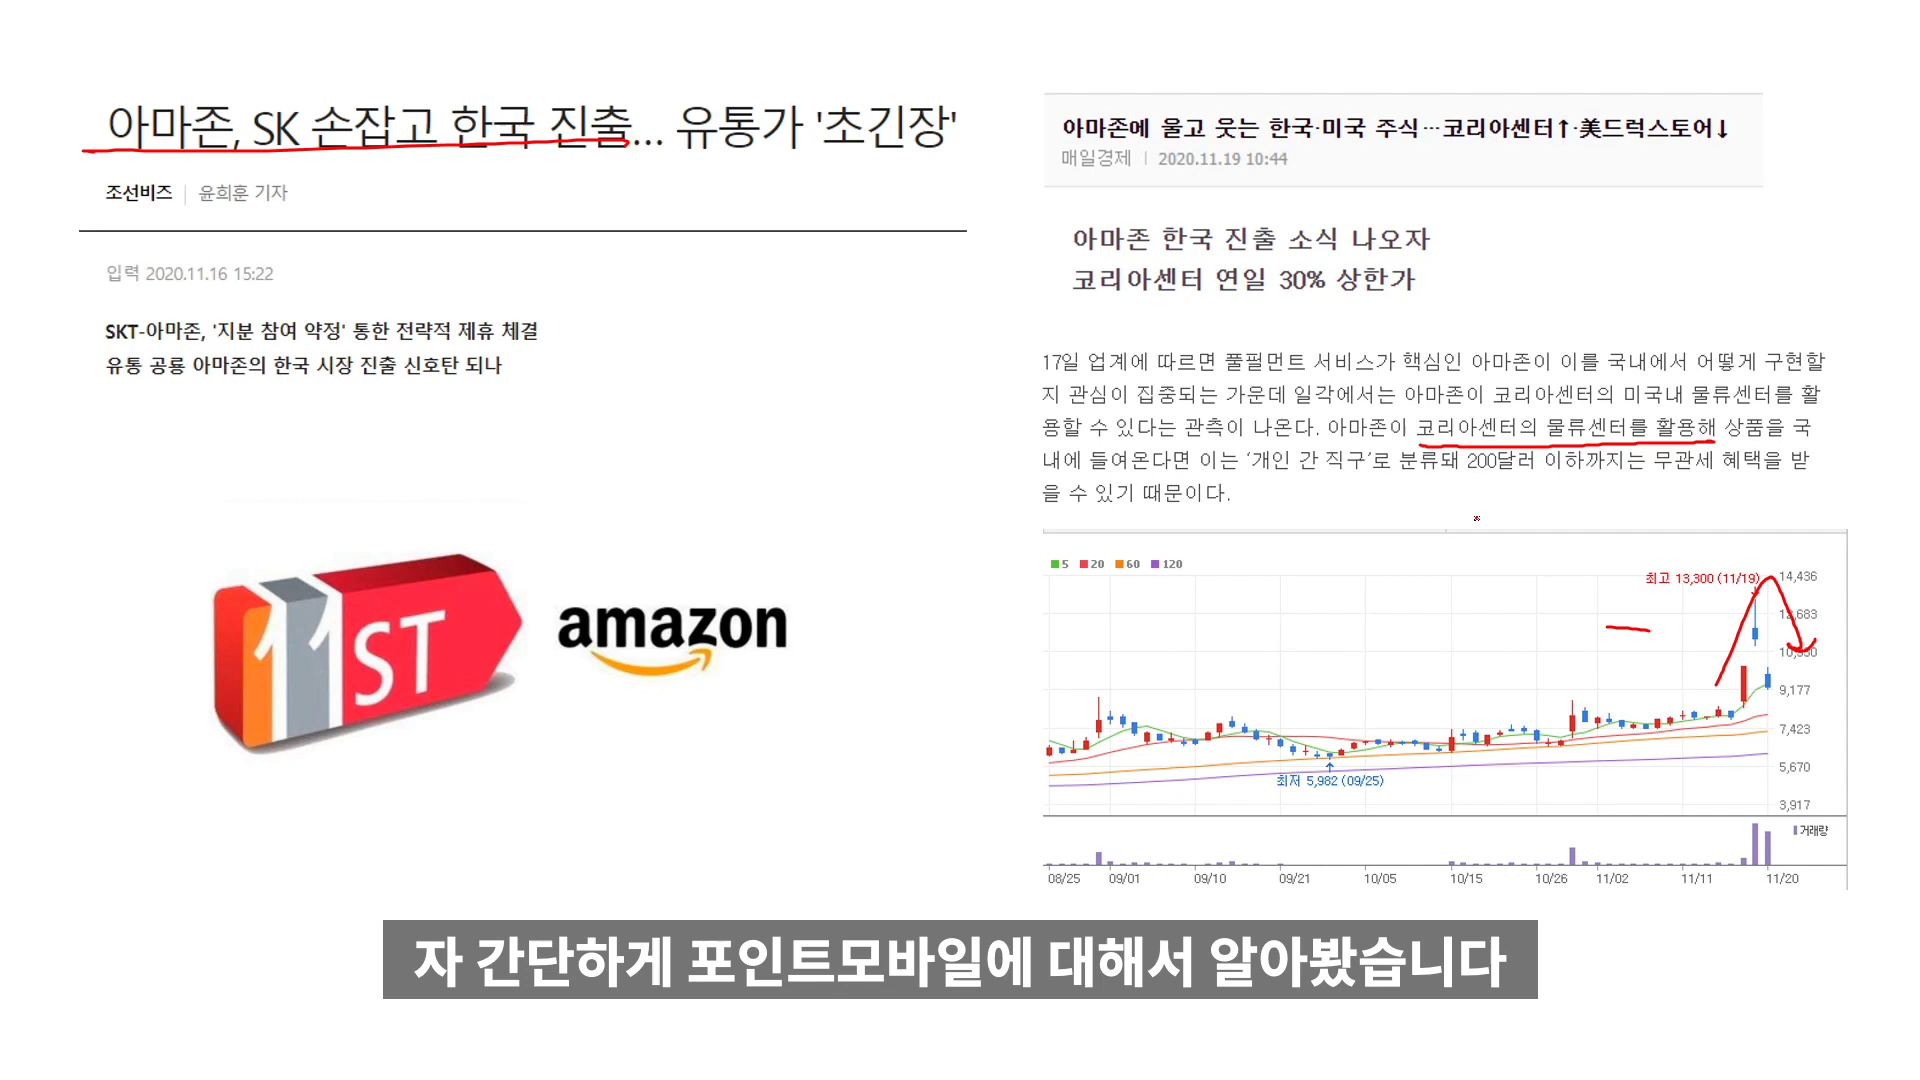 아마존, SK 손잡고 한국 진출... 유통가 '초긴장'
조선비즈 | 윤희훈 기자
입력 2020.11.16 15:22
SKT-아마존, '지분 참여 약정' 통한 전략적 제휴 체결
유통 공룡 아마존의 한국 시장 진출 신호탄 되나
11ST
amazon
아마존에 울고 웃는 한국·미국 주식…코리아센터↑·美드럭스토어↓
매일경제 | 2020.11.19 10:44
아마존 한국 진출 소식 나오자
코리아센터 연일 30% 상한가
17일 업계에 따르면 풀필먼트 서비스가 핵심인 아마존이 이를 국내에서 어떻게 구현할
지 관심이 집중되는 가운데 일각에서는 아마존이 코리아센터의 미국내 물류센터를 활
용할 수 있다는 관측이 나온다. 아마존이 코리아센터의 물류센터를 활용해 상품을 국
내에 들여온다면 이는 '개인 간 직구'로 분류돼 200달러 이하까지는 무관세 혜택을 받
을 수 있기 때문이다.
5 20 60 120
최고 13,300 (11/19)
14,436
12,683
10,930
9,177
7,423
5,670
3,917
최저 5,982 (09/25)
거래량
08/25 09/01 09/10 09/21 10/05 10/15 10/26 11/02 11/11 11/20
자 간단하게 포인트모바일에 대해서 알아봤습니다